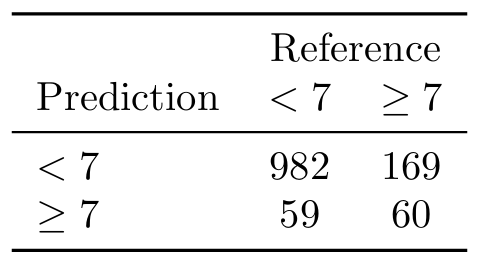 Reference
Prediction < 7 ≥ 7
< 7 982 169
≥ 7 59 60